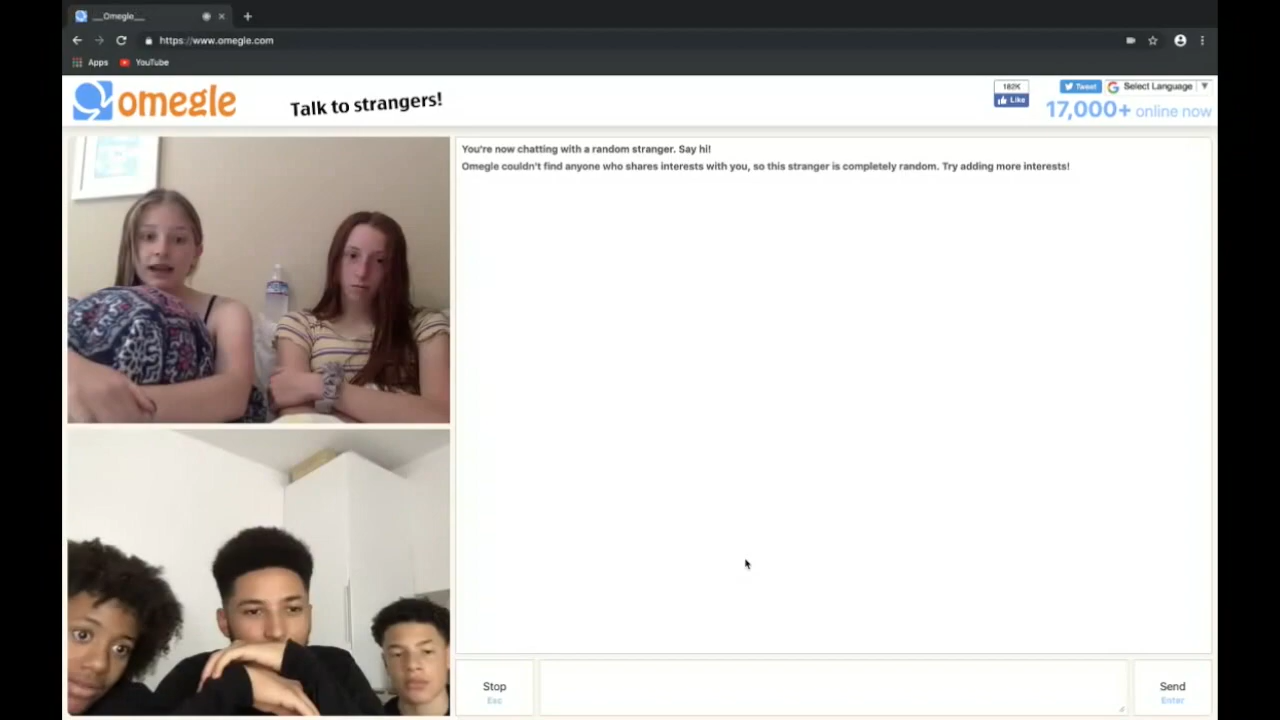 __Omegle__
https://www.omegle.com
Apps
YouTube
omegle
Talk to strangers!
182K
Like
Tweet
Select Language
17,000+ online now
You're now chatting with a random stranger. Say hi!
Omegle couldn't find anyone who shares interests with you, so this stranger is completely random. Try adding more interests!
Stop
Esc
Send
Enter